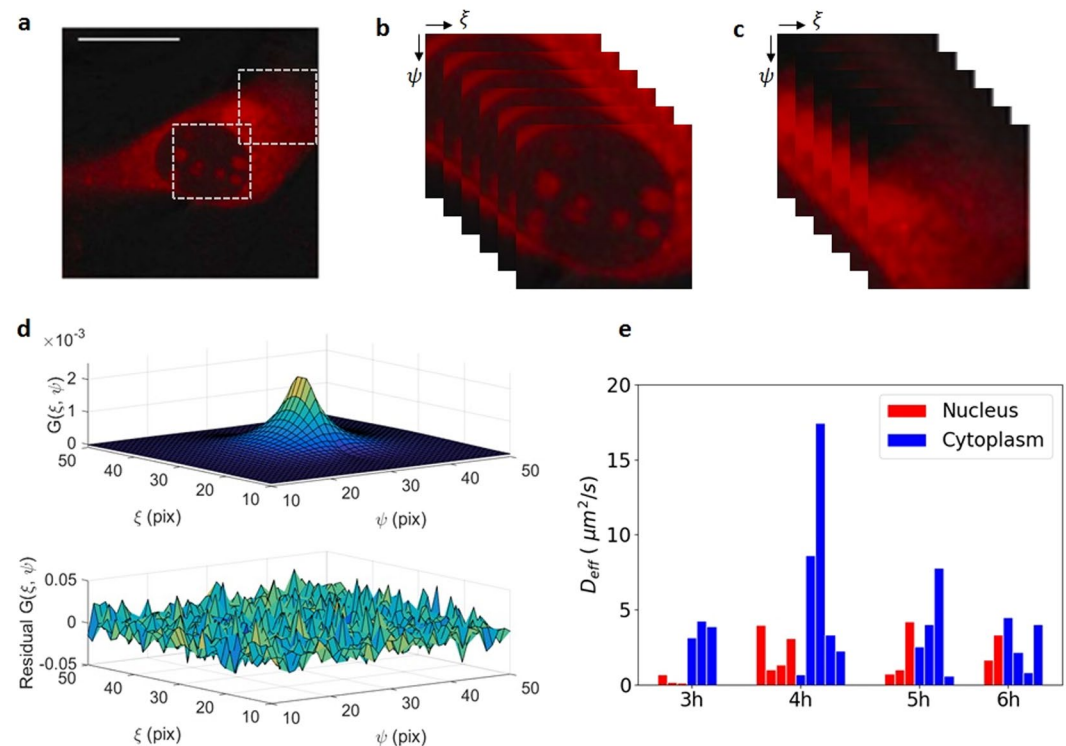 a
b
ξ
ψ
c
ξ
ψ
d
×10⁻³
G(ξ, ψ)
2
1
0
50
40
30
20
10
ξ (pix)
10
20
30
40
50
ψ (pix)
Residual G(ξ, ψ)
0.05
0
-0.05
50
40
30
20
10
ξ (pix)
10
20
30
40
50
ψ (pix)
e
D_eff ( μm²/s)
20
15
10
5
0
Nucleus
Cytoplasm
3h
4h
5h
6h